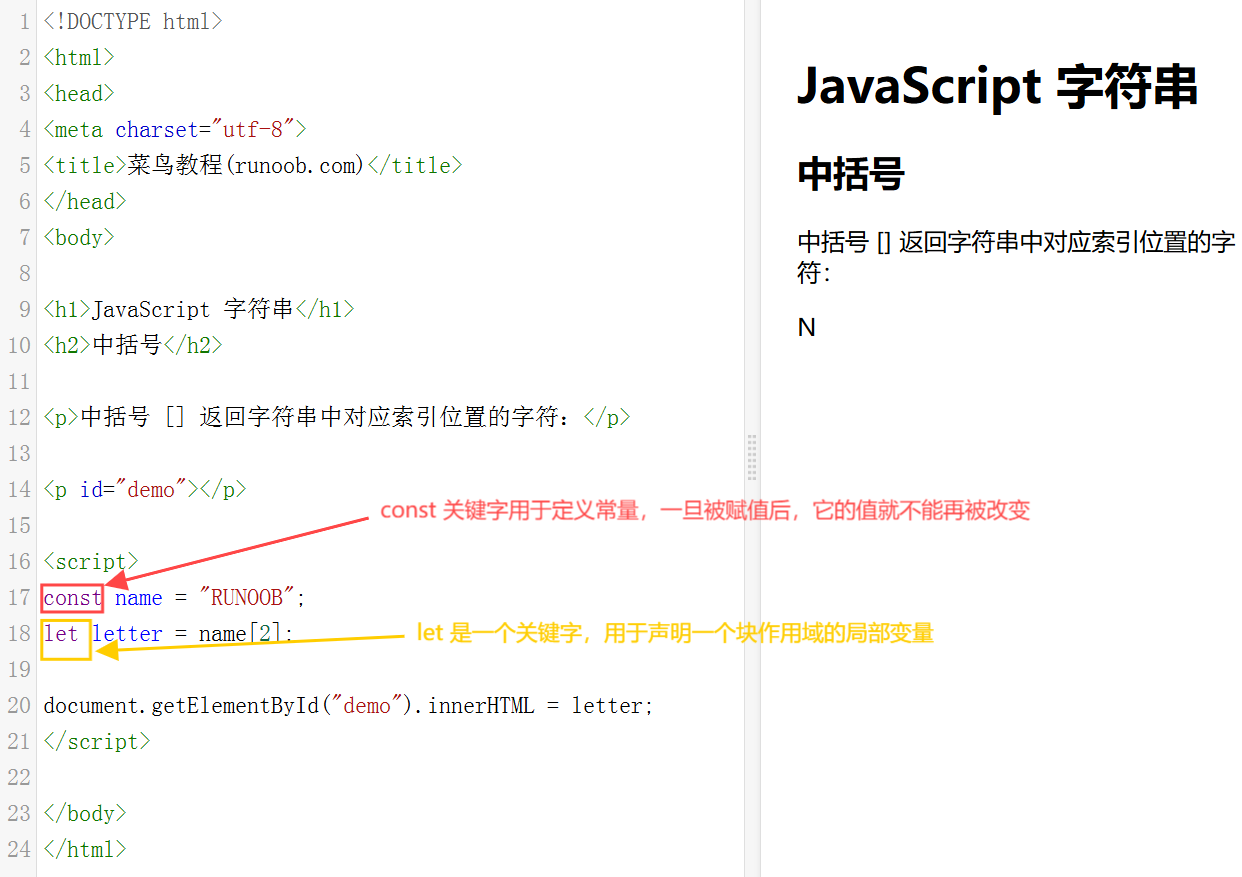 1 <!DOCTYPE html>
2 <html>
3 <head>
4 <meta charset="utf-8">
5 <title>菜鸟教程(runoob.com)</title>
6 </head>
7 <body>
8
9 <h1>JavaScript 字符串</h1>
10 <h2>中括号</h2>
11
12 <p>中括号 [] 返回字符串中对应索引位置的字符：</p>
13
14 <p id="demo"></p>
const 关键字用于定义常量，一旦被赋值后，它的值就不能再被改变
15
16 <script>
17 const name = "RUNOOB";
18 let letter = name[2];
let 是一个关键字，用于声明一个块作用域的局部变量
19
20 document.getElementById("demo").innerHTML = letter;
21 </script>
22
23 </body>
24 </html>
JavaScript 字符串
中括号
中括号 [] 返回字符串中对应索引位置的字
符：
N